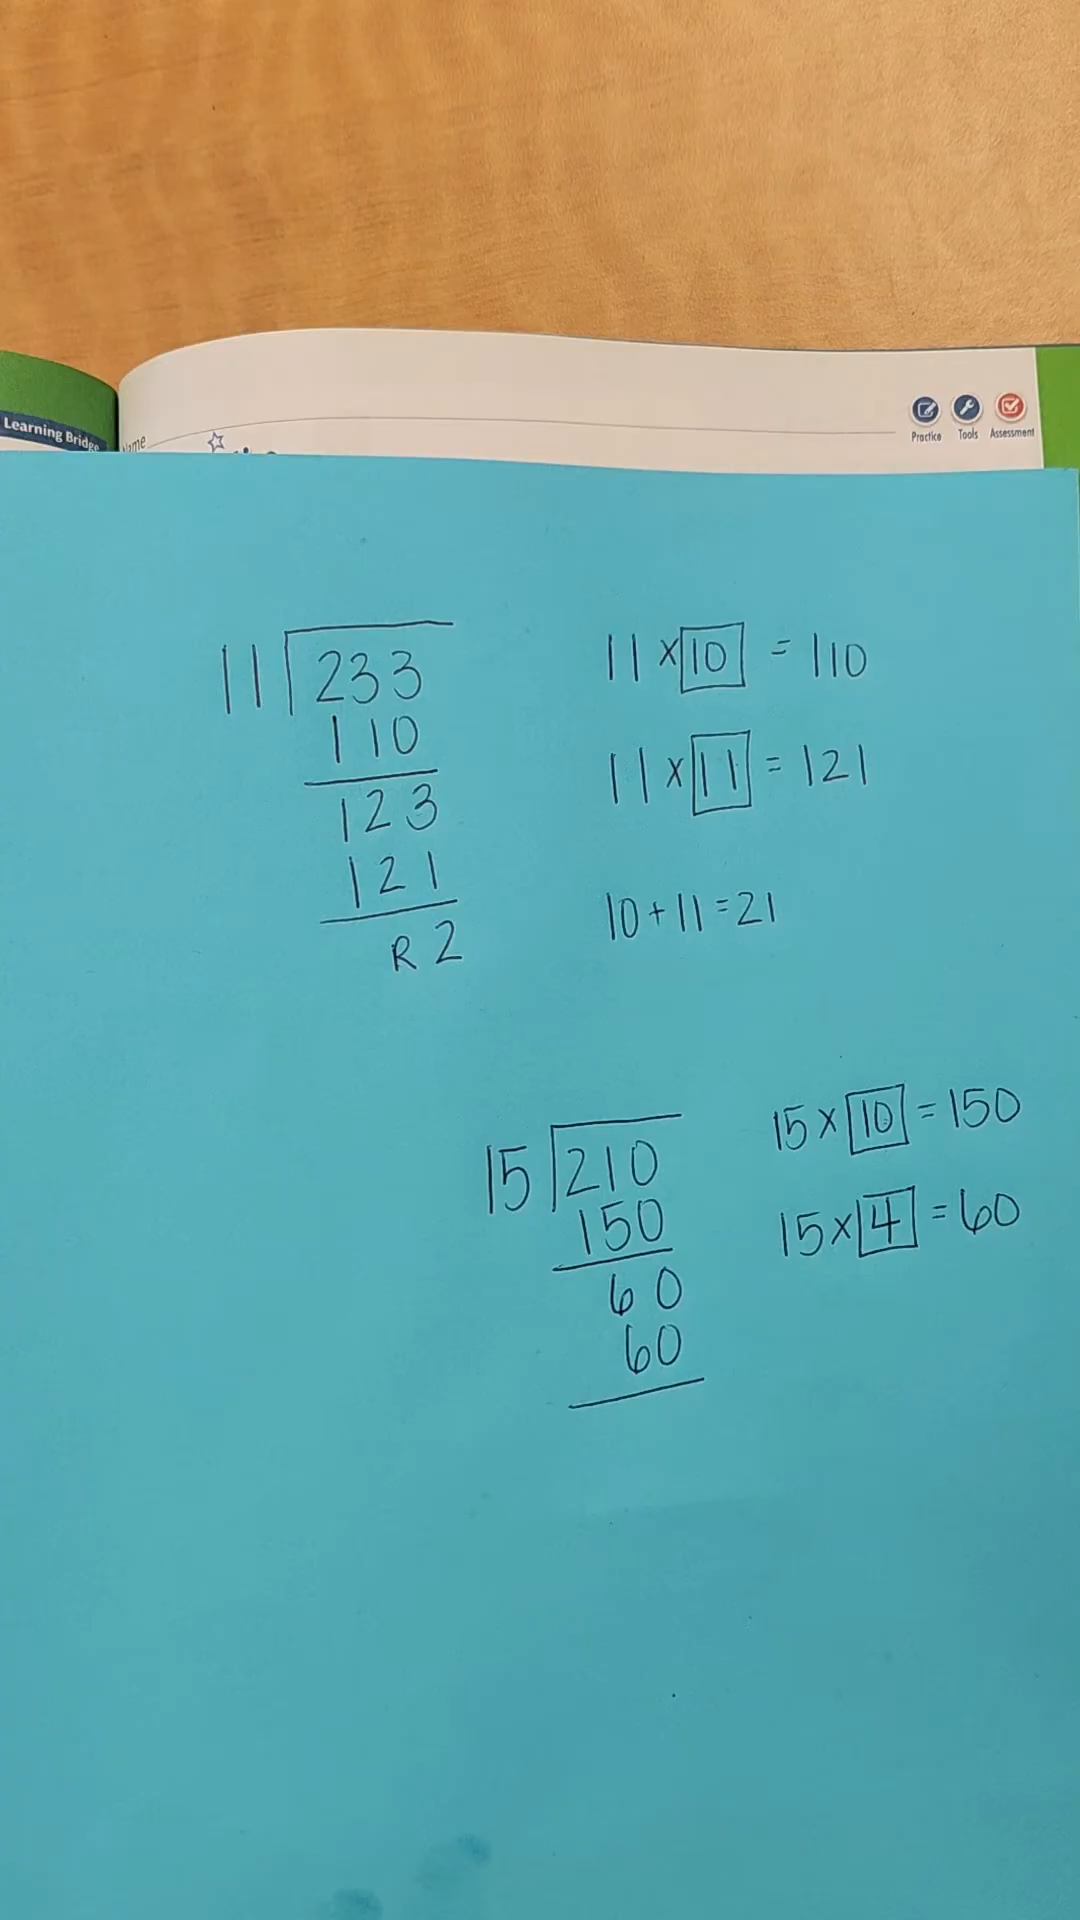 Learning Bridge
Name
Practice Tools Assessment
11 233
110
123
121
R 2
11 × 10 = 110
11 × 11 = 121
10 + 11 = 21
15 210
150
60
60
15 × 10 = 150
15 × 4 = 60